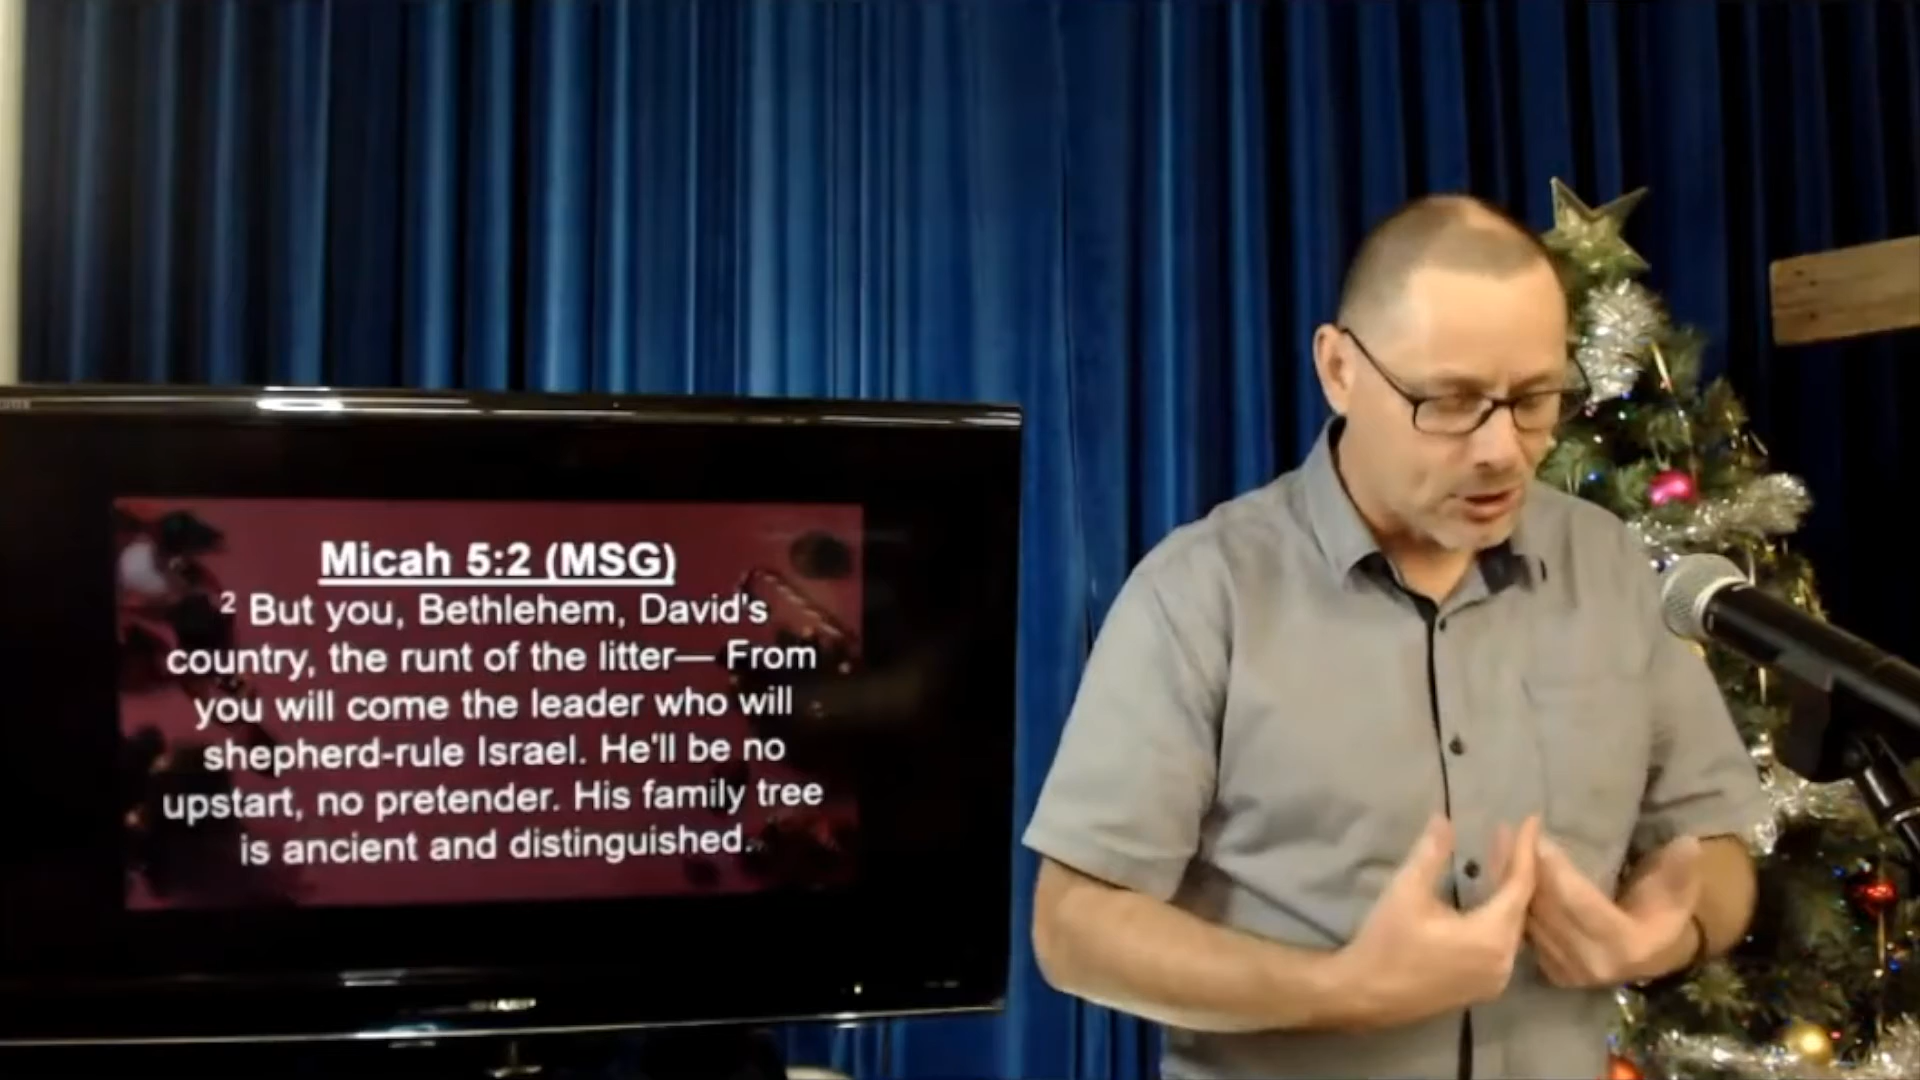 Micah 5:2 (MSG)
2 But you, Bethlehem, David's
country, the runt of the litter— From
you will come the leader who will
shepherd-rule Israel. He'll be no
upstart, no pretender. His family tree
is ancient and distinguished.
SHARP